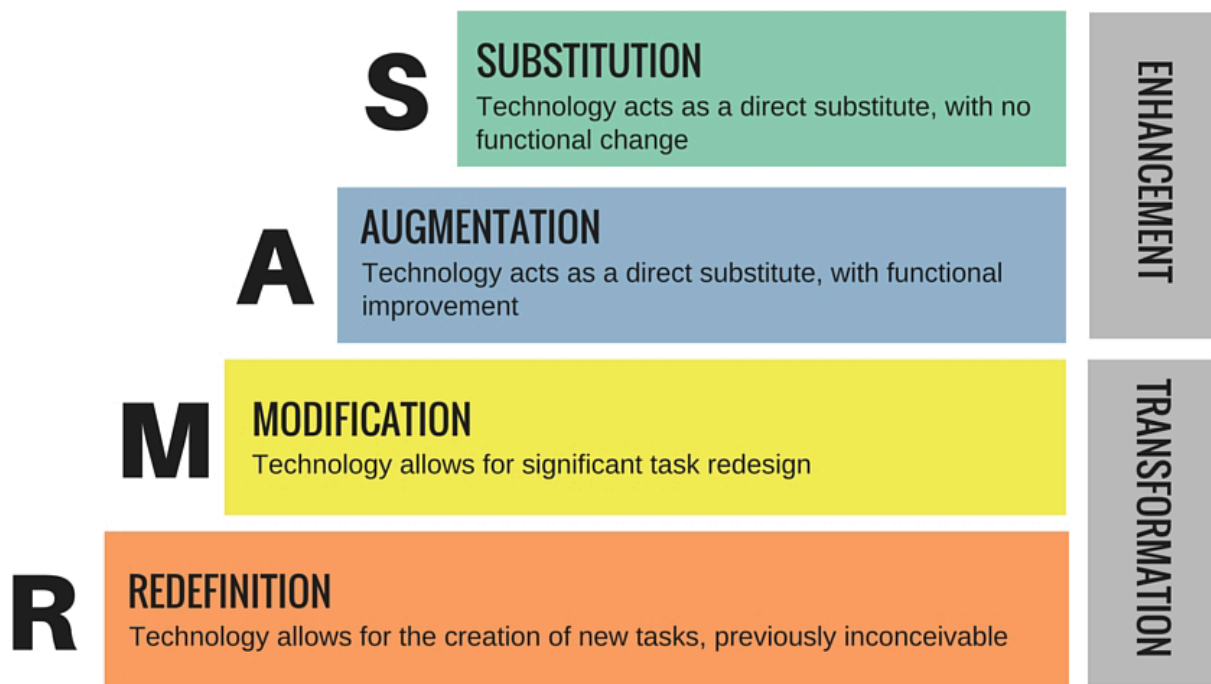 S
SUBSTITUTION
Technology acts as a direct substitute, with no
functional change
A
AUGMENTATION
Technology acts as a direct substitute, with functional
improvement
ENHANCEMENT
M
MODIFICATION
Technology allows for significant task redesign
R
REDEFINITION
Technology allows for the creation of new tasks, previously inconceivable
TRANSFORMATION